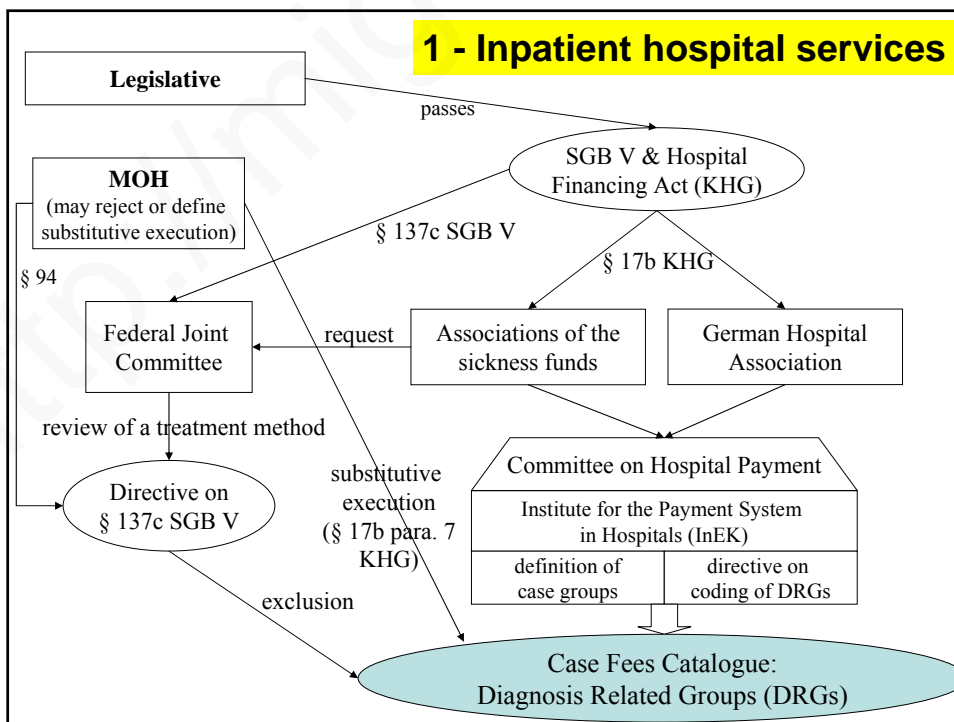 1 - Inpatient hospital services
Legislative
passes
SGB V & Hospital
Financing Act (KHG)
MOH
(may reject or define
substitutive execution)
§ 137c SGB V
§ 17b KHG
§ 94
Federal Joint
Committee
request
Associations of the
sickness funds
German Hospital
Association
review of a treatment method
Directive on
§ 137c SGB V
substitutive
execution
(§ 17b para. 7
KHG)
Committee on Hospital Payment
Institute for the Payment System
in Hospitals (InEK)
definition of
case groups
directive on
coding of DRGs
exclusion
Case Fees Catalogue:
Diagnosis Related Groups (DRGs)